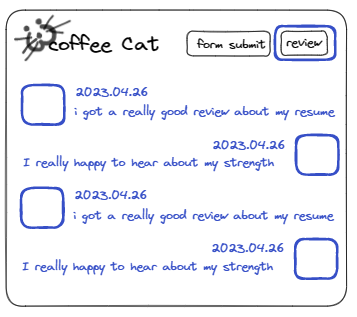 coffee Cat
form submit
review
2023.04.26
i got a really good review about my resume
2023.04.26
I really happy to hear about my strength
2023.04.26
i got a really good review about my resume
2023.04.26
I really happy to hear about my strength